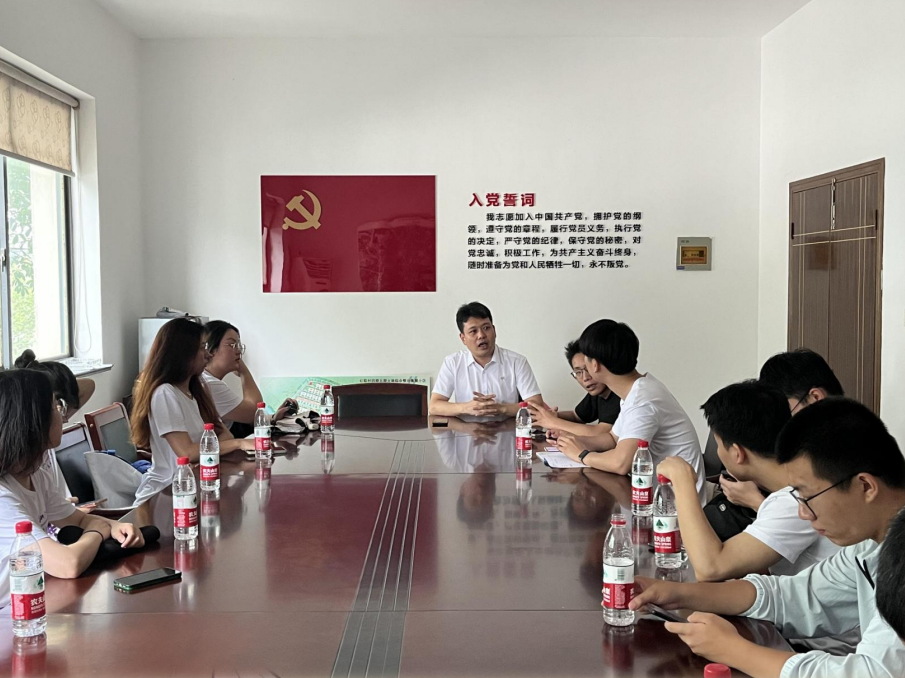 入党誓词
我志愿加入中国共产党，拥护党的纲
领，遵守党的章程，履行党员义务，执行党
的决定，严守党的纪律，保守党的秘密，对
党忠诚，积极工作，为共产主义奋斗终身，
随时准备为党和人民牺牲一切，永不叛党。
农夫山泉
农夫山泉